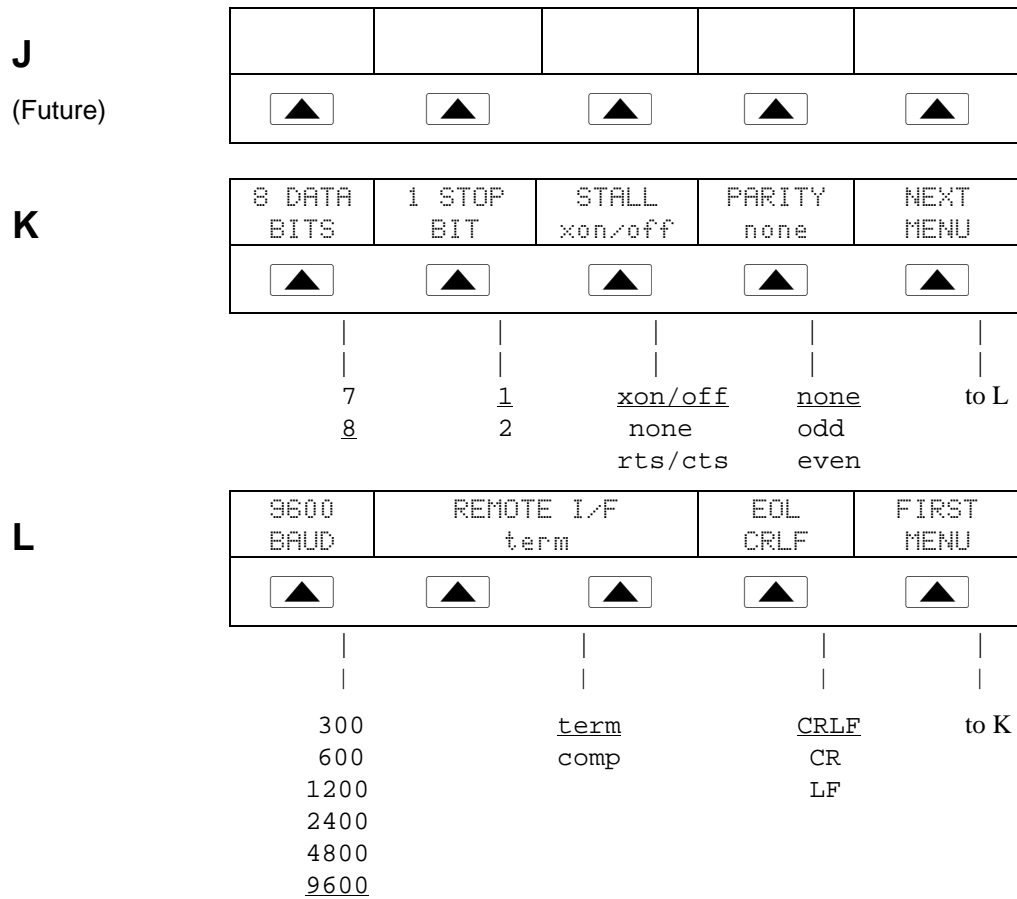 J
(Future)
K
8 DATA BITS
1 STOP BIT
STALL xon/off
PARITY none
NEXT MENU
7
8
1
2
xon/off
none
rts/cts
none
odd
even
to L
L
9600 BAUD
REMOTE I/F term
EOL CRLF
FIRST MENU
300
600
1200
2400
4800
9600
term
comp
CRLF
CR
LF
to K